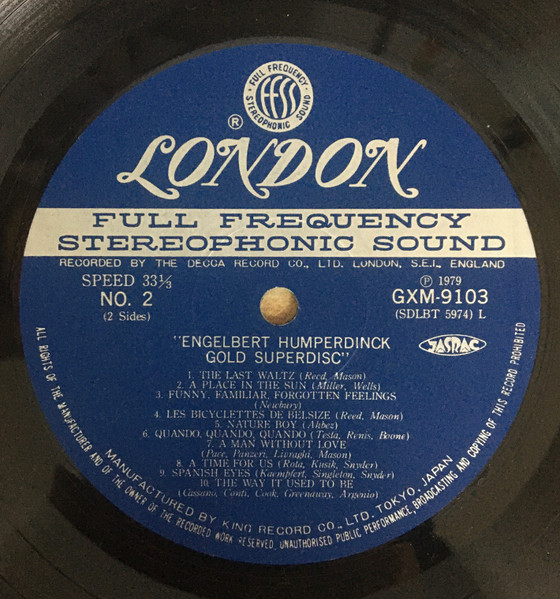 FULL FREQUENCY
FFSS
STEREOPHONIC SOUND
®
LONDON
FULL FREQUENCY
STEREOPHONIC SOUND
RECORDED BY THE DECCA RECORD CO., LTD. LONDON, S.E.I., ENGLAND
SPEED 33⅓
NO. 2
(2 Sides)
Ⓟ 1979
GXM-9103
(SDLBT 5974) L
"ENGELBERT HUMPERDINCK
GOLD SUPERDISC"
JASRAC
1. THE LAST WALTZ (Reed, Mason)
2. A PLACE IN THE SUN (Miller, Wells)
3. FUNNY, FAMILIAR, FORGOTTEN FEELINGS
(Newbury)
4. LES BICYCLETTES DE BELSIZE (Reed, Mason)
5. NATURE BOY (Ahbez)
6. QUANDO, QUANDO, QUANDO (Testa, Renis, Boone)
7. A MAN WITHOUT LOVE
(Pace, Panzeri, Livraghi, Mason)
8. A TIME FOR US (Rota, Kusik, Snyder)
9. SPANISH EYES (Kaempfert, Singleton, Snyder)
10. THE WAY IT USED TO BE
(Cassano, Conti, Cook, Greenaway, Argenio)
MANUFACTURED BY KING RECORD CO., LTD. TOKYO, JAPAN
ALL RIGHTS OF THE MANUFACTURER AND OF THE OWNER OF THE RECORDED WORK RESERVED, UNAUTHORISED PUBLIC PERFORMANCE, BROADCASTING AND COPYING OF THIS RECORD PROHIBITED